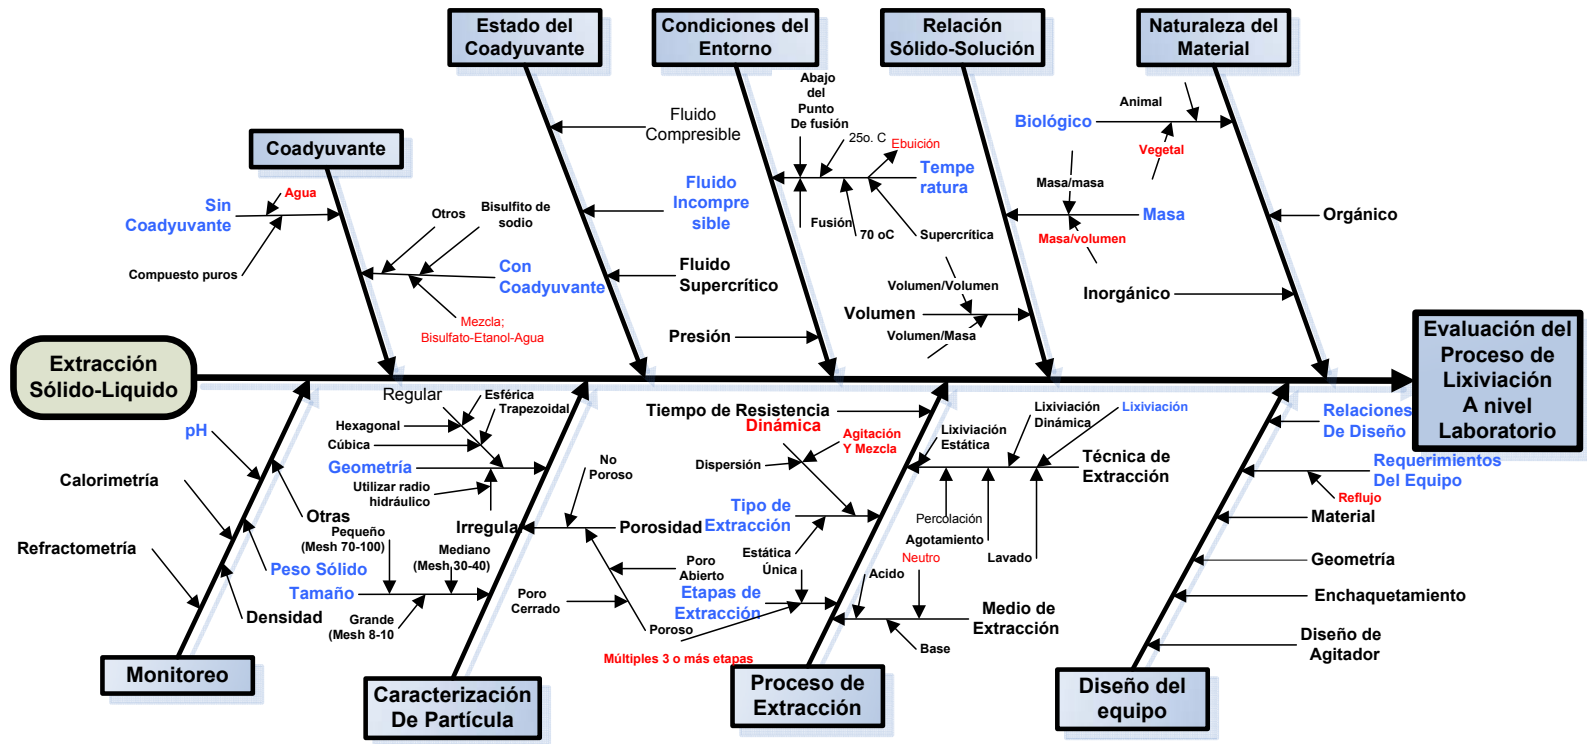 Estado del
Coadyuvante
Condiciones del
Entorno
Relación
Sólido-Solución
Naturaleza del
Material
Coadyuvante
Fluido
Compresible
Abajo
del
Punto
De fusión
25o. C
Ebuición
Animal
Biológico
Vegetal
Agua
Sin
Coadyuvante
Compuesto puros
Otros
Bisulfito de
sodio
Con
Coadyuvante
Mezcla;
Bisulfato-Etanol-Agua
Fluido
Incompre
sible
Fluido
Supercrítico
Tempe
ratura
Fusión
70 oC
Supercrítica
Presión
Masa/masa
Masa
Masa/volumen
Volumen/Volumen
Volumen
Volumen/Masa
Orgánico
Inorgánico
Extracción
Sólido-Liquido
Evaluación del
Proceso de
Lixiviación
A nivel
Laboratorio
pH
Calorimetría
Refractometría
Otras
Peso Sólido
Densidad
Monitoreo
Regular
Esférica
Trapezoidal
Hexagonal
Cúbica
Geometría
Utilizar radio
hidráulico
Irregula
No
Poroso
Porosidad
Pequeño
(Mesh 70-100)
Mediano
(Mesh 30-40)
Tamaño
Grande
(Mesh 8-10
Poro
Abierto
Poro
Cerrado
Poroso
Caracterización
De Partícula
Tiempo de Resistencia
Dinámica
Agitación
Y Mezcla
Dispersión
Tipo de
Extracción
Estática
Única
Etapas de
Extracción
Múltiples 3 o más etapas
Lixiviación
Estática
Lixiviación
Dinámica
Lixiviación
Técnica de
Extracción
Percolación
Agotamiento
Lavado
Neutro
Acido
Medio de
Extracción
Base
Proceso de
Extracción
Relaciones
De Diseño
Requerimientos
Del Equipo
Reflujo
Material
Geometría
Enchaquetamiento
Diseño de
Agitador
Diseño del
equipo